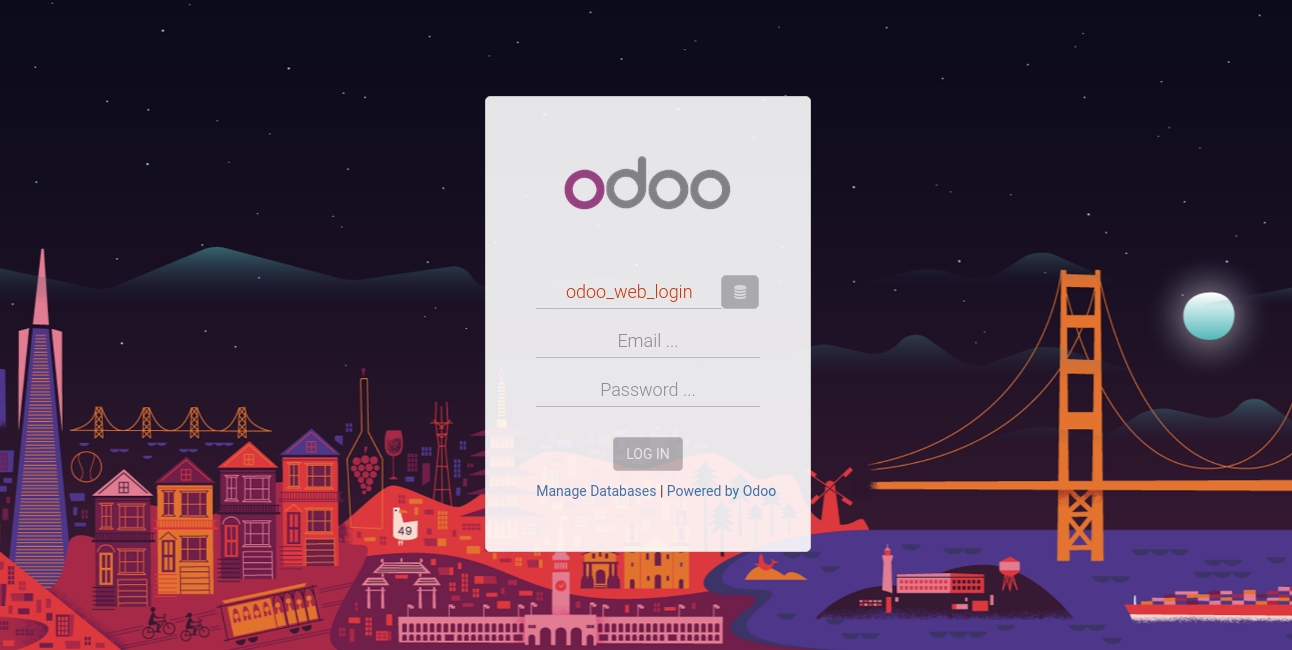 odoo
odoo_web_login
Email ...
Password ...
LOG IN
Manage Databases | Powered by Odoo
49